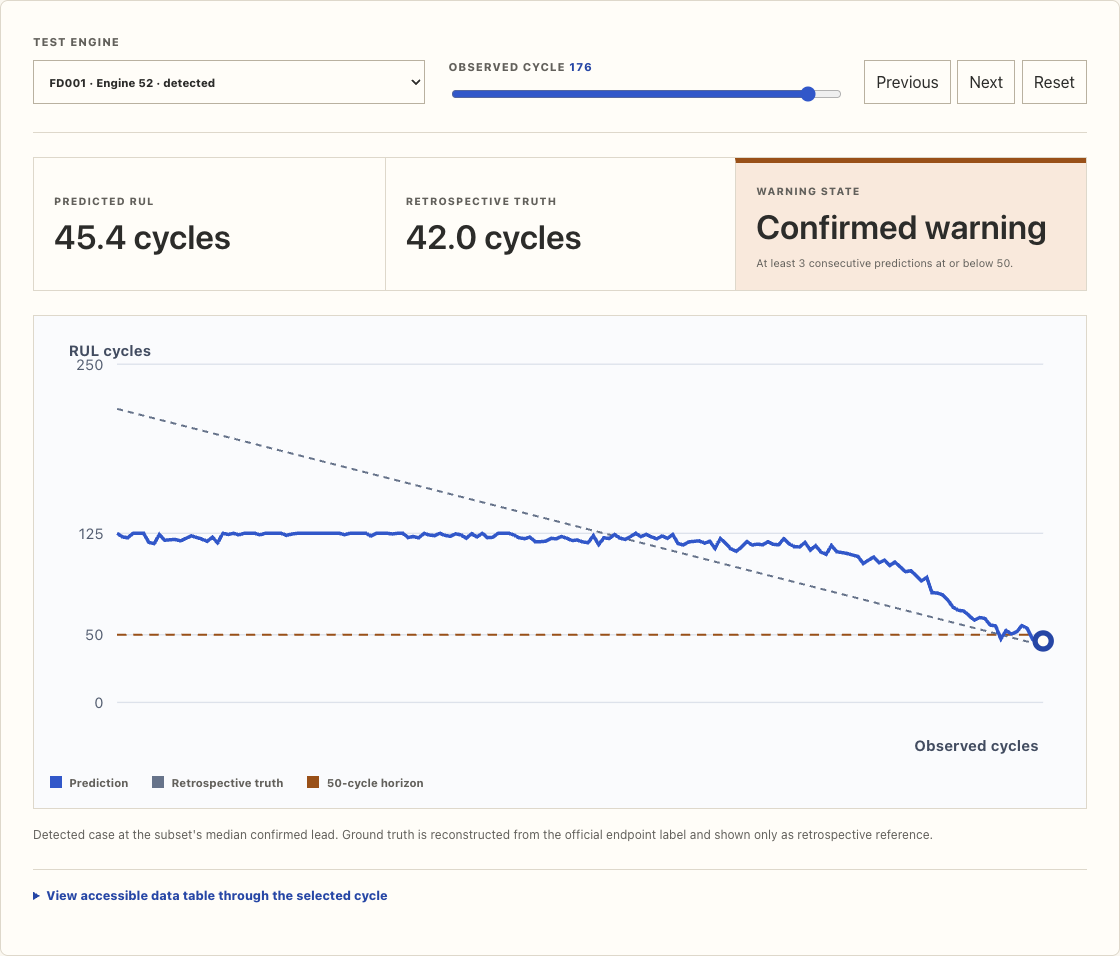 TEST ENGINE
FD001 · Engine 52 · detected
OBSERVED CYCLE 176
Previous
Next
Reset
PREDICTED RUL
45.4 cycles
RETROSPECTIVE TRUTH
42.0 cycles
WARNING STATE
Confirmed warning
At least 3 consecutive predictions at or below 50.
RUL cycles
250
125
50
0
Observed cycles
Prediction
Retrospective truth
50-cycle horizon
Detected case at the subset's median confirmed lead. Ground truth is reconstructed from the official endpoint label and shown only as retrospective reference.
View accessible data table through the selected cycle